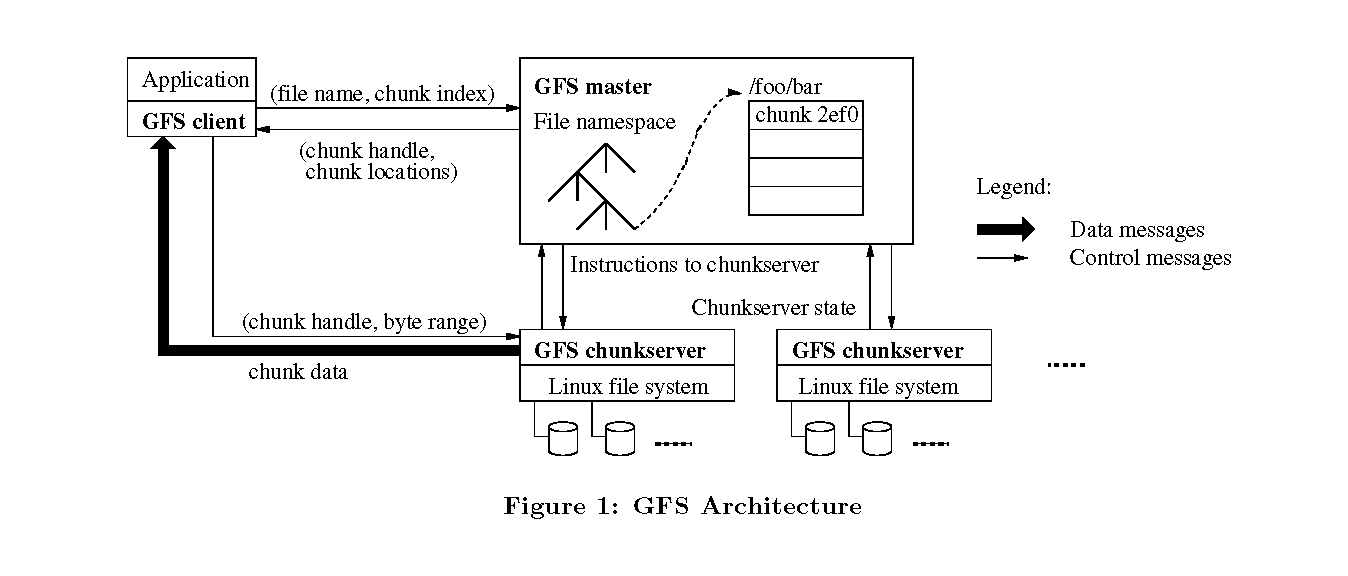 Application
GFS client
(file name, chunk index)
(chunk handle,
chunk locations)
GFS master
File namespace
/foo/bar
chunk 2ef0
Legend:
Data messages
Control messages
Instructions to chunkserver
Chunkserver state
(chunk handle, byte range)
chunk data
GFS chunkserver
Linux file system
GFS chunkserver
Linux file system
Figure 1: GFS Architecture